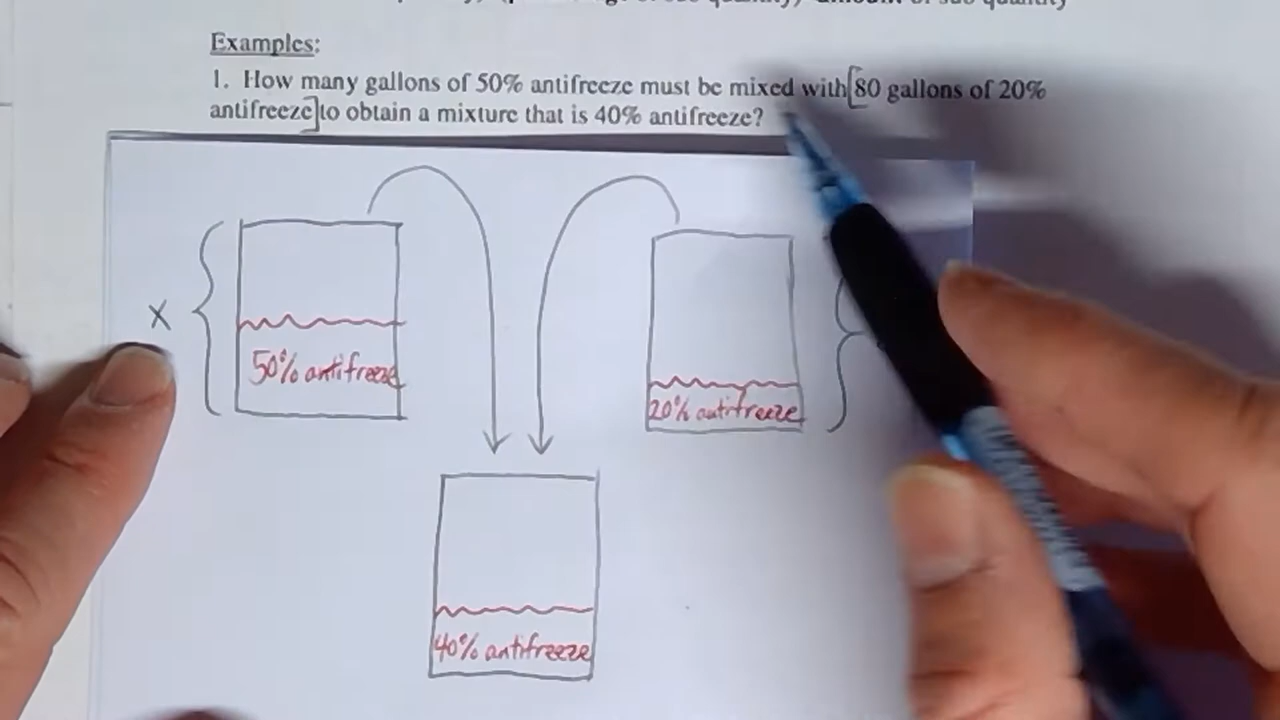 Examples:
1. How many gallons of 50% antifreeze must be mixed with [80 gallons of 20%
antifreeze] to obtain a mixture that is 40% antifreeze?
X
50% antifreeze
20% antifreeze
40% antifreeze